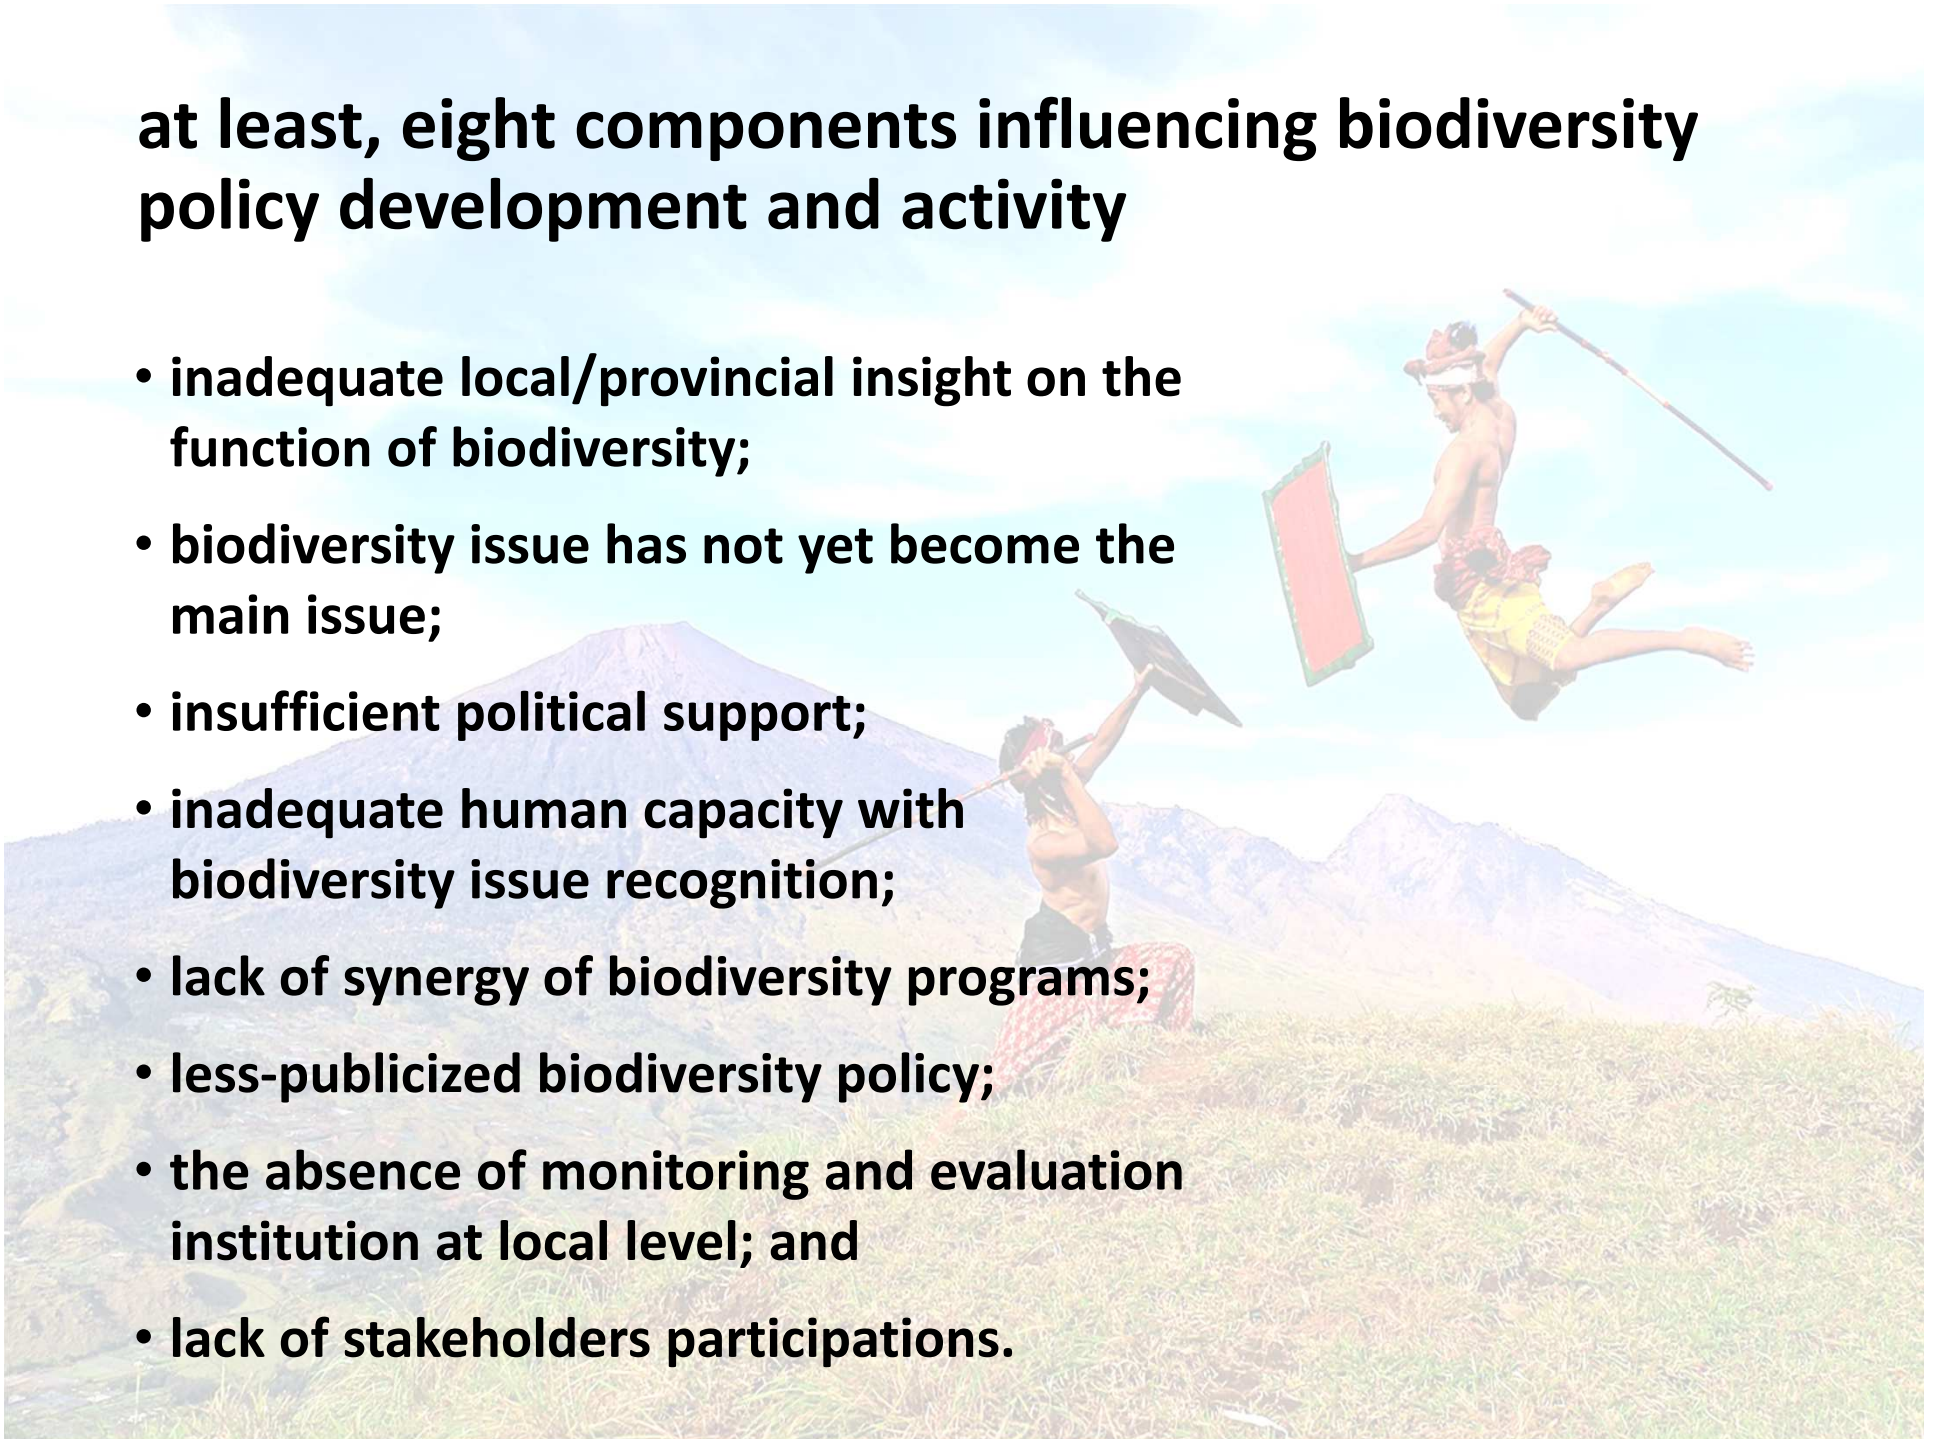 at least, eight components influencing biodiversity
policy development and activity
• inadequate local/provincial insight on the
function of biodiversity;
• biodiversity issue has not yet become the
main issue;
• insufficient political support;
• inadequate human capacity with
biodiversity issue recognition;
• lack of synergy of biodiversity programs;
• less-publicized biodiversity policy;
• the absence of monitoring and evaluation
institution at local level; and
• lack of stakeholders participations.